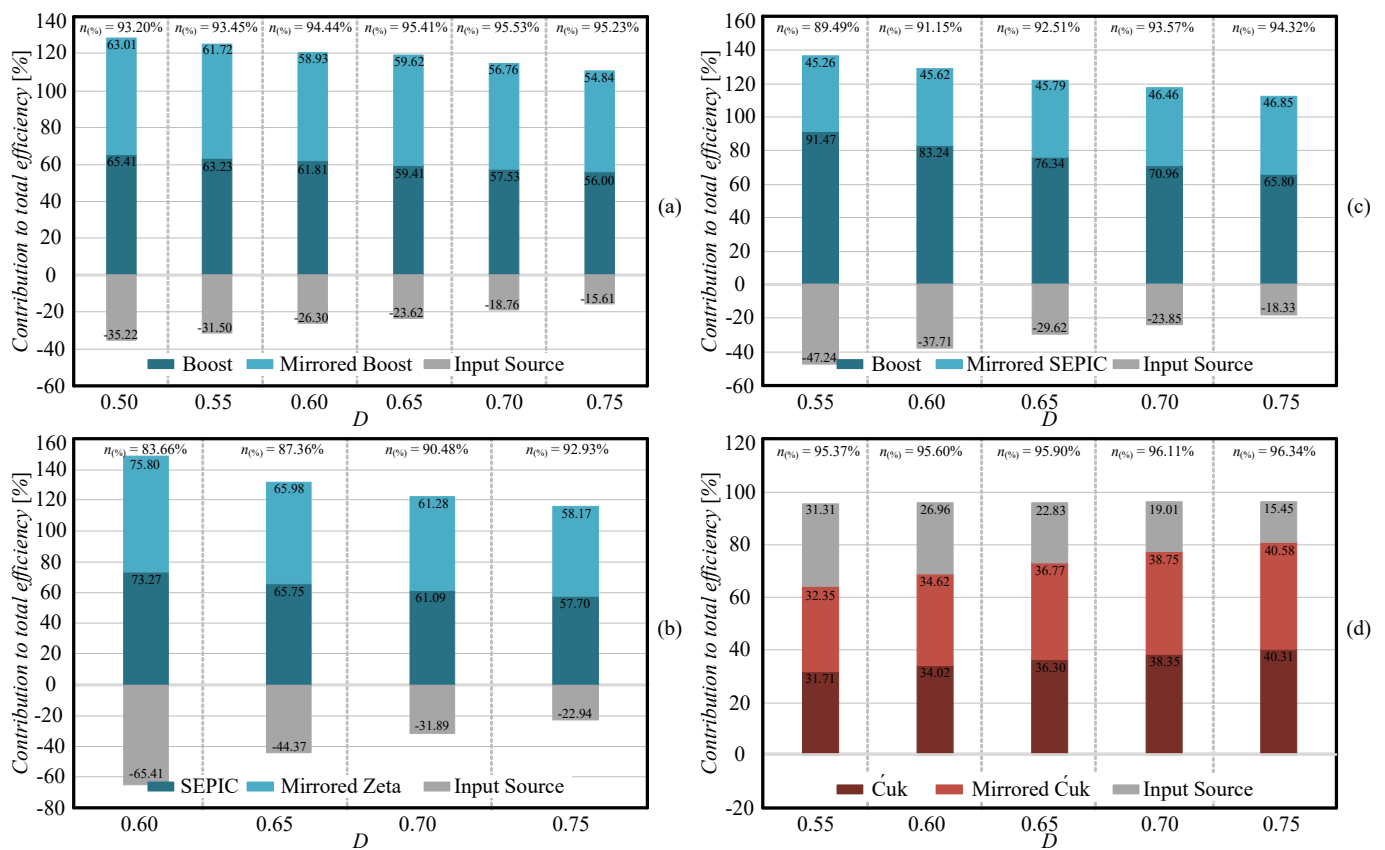 n(%) = 93.20% n(%) = 93.45% n(%) = 94.44% n(%) = 95.41% n(%) = 95.53% n(%) = 95.23%
Contribution to total efficiency [%]
140
120
100
80
60
40
20
0
-20
-40
-60
63.01 61.72 58.93 59.62 56.76 54.84
65.41 63.23 61.81 59.41 57.53 56.00
-35.22 -31.50 -26.30 -23.62 -18.76 -15.61
Boost Mirrored Boost Input Source
0.50 0.55 0.60 0.65 0.70 0.75
D
(a)
n(%) = 83.66% n(%) = 87.36% n(%) = 90.48% n(%) = 92.93%
Contribution to total efficiency [%]
160
140
120
100
80
60
40
20
0
-20
-40
-60
-80
75.80 65.98 61.28 58.17
73.27 65.75 61.09 57.70
-65.41 -44.37 -31.89 -22.94
SEPIC Mirrored Zeta Input Source
0.60 0.65 0.70 0.75
D
(b)
n(%) = 89.49% n(%) = 91.15% n(%) = 92.51% n(%) = 93.57% n(%) = 94.32%
Contribution to total efficiency [%]
160
140
120
100
80
60
40
20
0
-20
-40
-60
45.26 45.62 45.79 46.46 46.85
91.47 83.24 76.34 70.96 65.80
-47.24 -37.71 -29.62 -23.85 -18.33
Boost Mirrored SEPIC Input Source
0.55 0.60 0.65 0.70 0.75
D
(c)
n(%) = 95.37% n(%) = 95.60% n(%) = 95.90% n(%) = 96.11% n(%) = 96.34%
Contribution to total efficiency [%]
120
100
80
60
40
20
0
-20
31.31 26.96 22.83 19.01 15.45
32.35 34.62 36.77 38.75 40.58
31.71 34.02 36.30 38.35 40.31
Ćuk Mirrored Ćuk Input Source
0.55 0.60 0.65 0.70 0.75
D
(d)